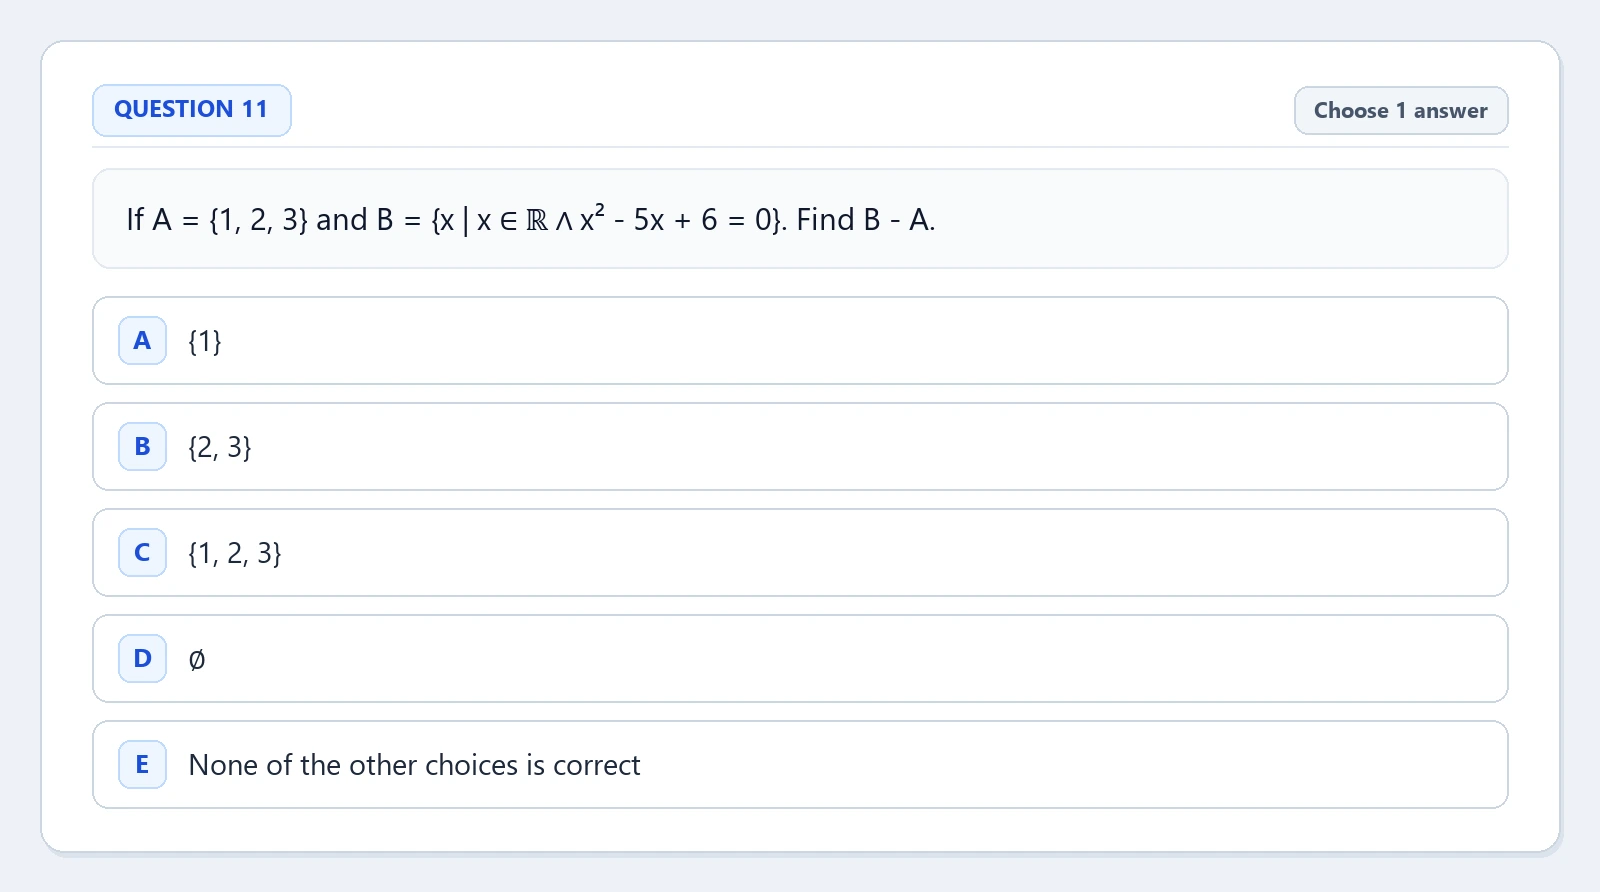 QUESTION 11
Choose 1 answer
If A = {1, 2, 3} and B = {x | x ∈ ℝ ∧ x² - 5x + 6 = 0}. Find B - A.
A {1}
B {2, 3}
C {1, 2, 3}
D ∅
E None of the other choices is correct